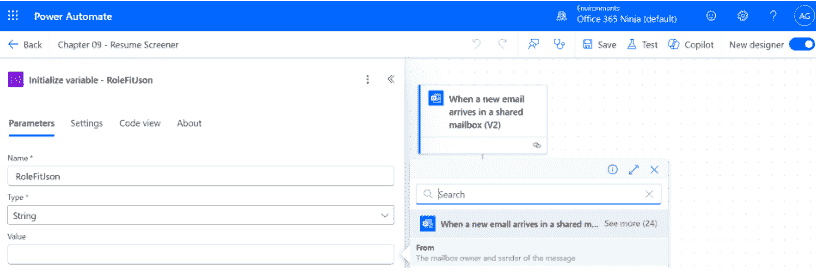 Power Automate
Environments
Office 365 Ninja (default)
AG
Back
Chapter 09 - Resume Screener
Save
Test
Copilot
New designer
Initialize variable - RoleFitJson
Parameters
Settings
Code view
About
Name *
RoleFitJson
Type *
String
Value
When a new email
arrives in a shared
mailbox (V2)
Search
When a new email arrives in a shared m...
See more (24)
From
The mailbox owner and sender of the message